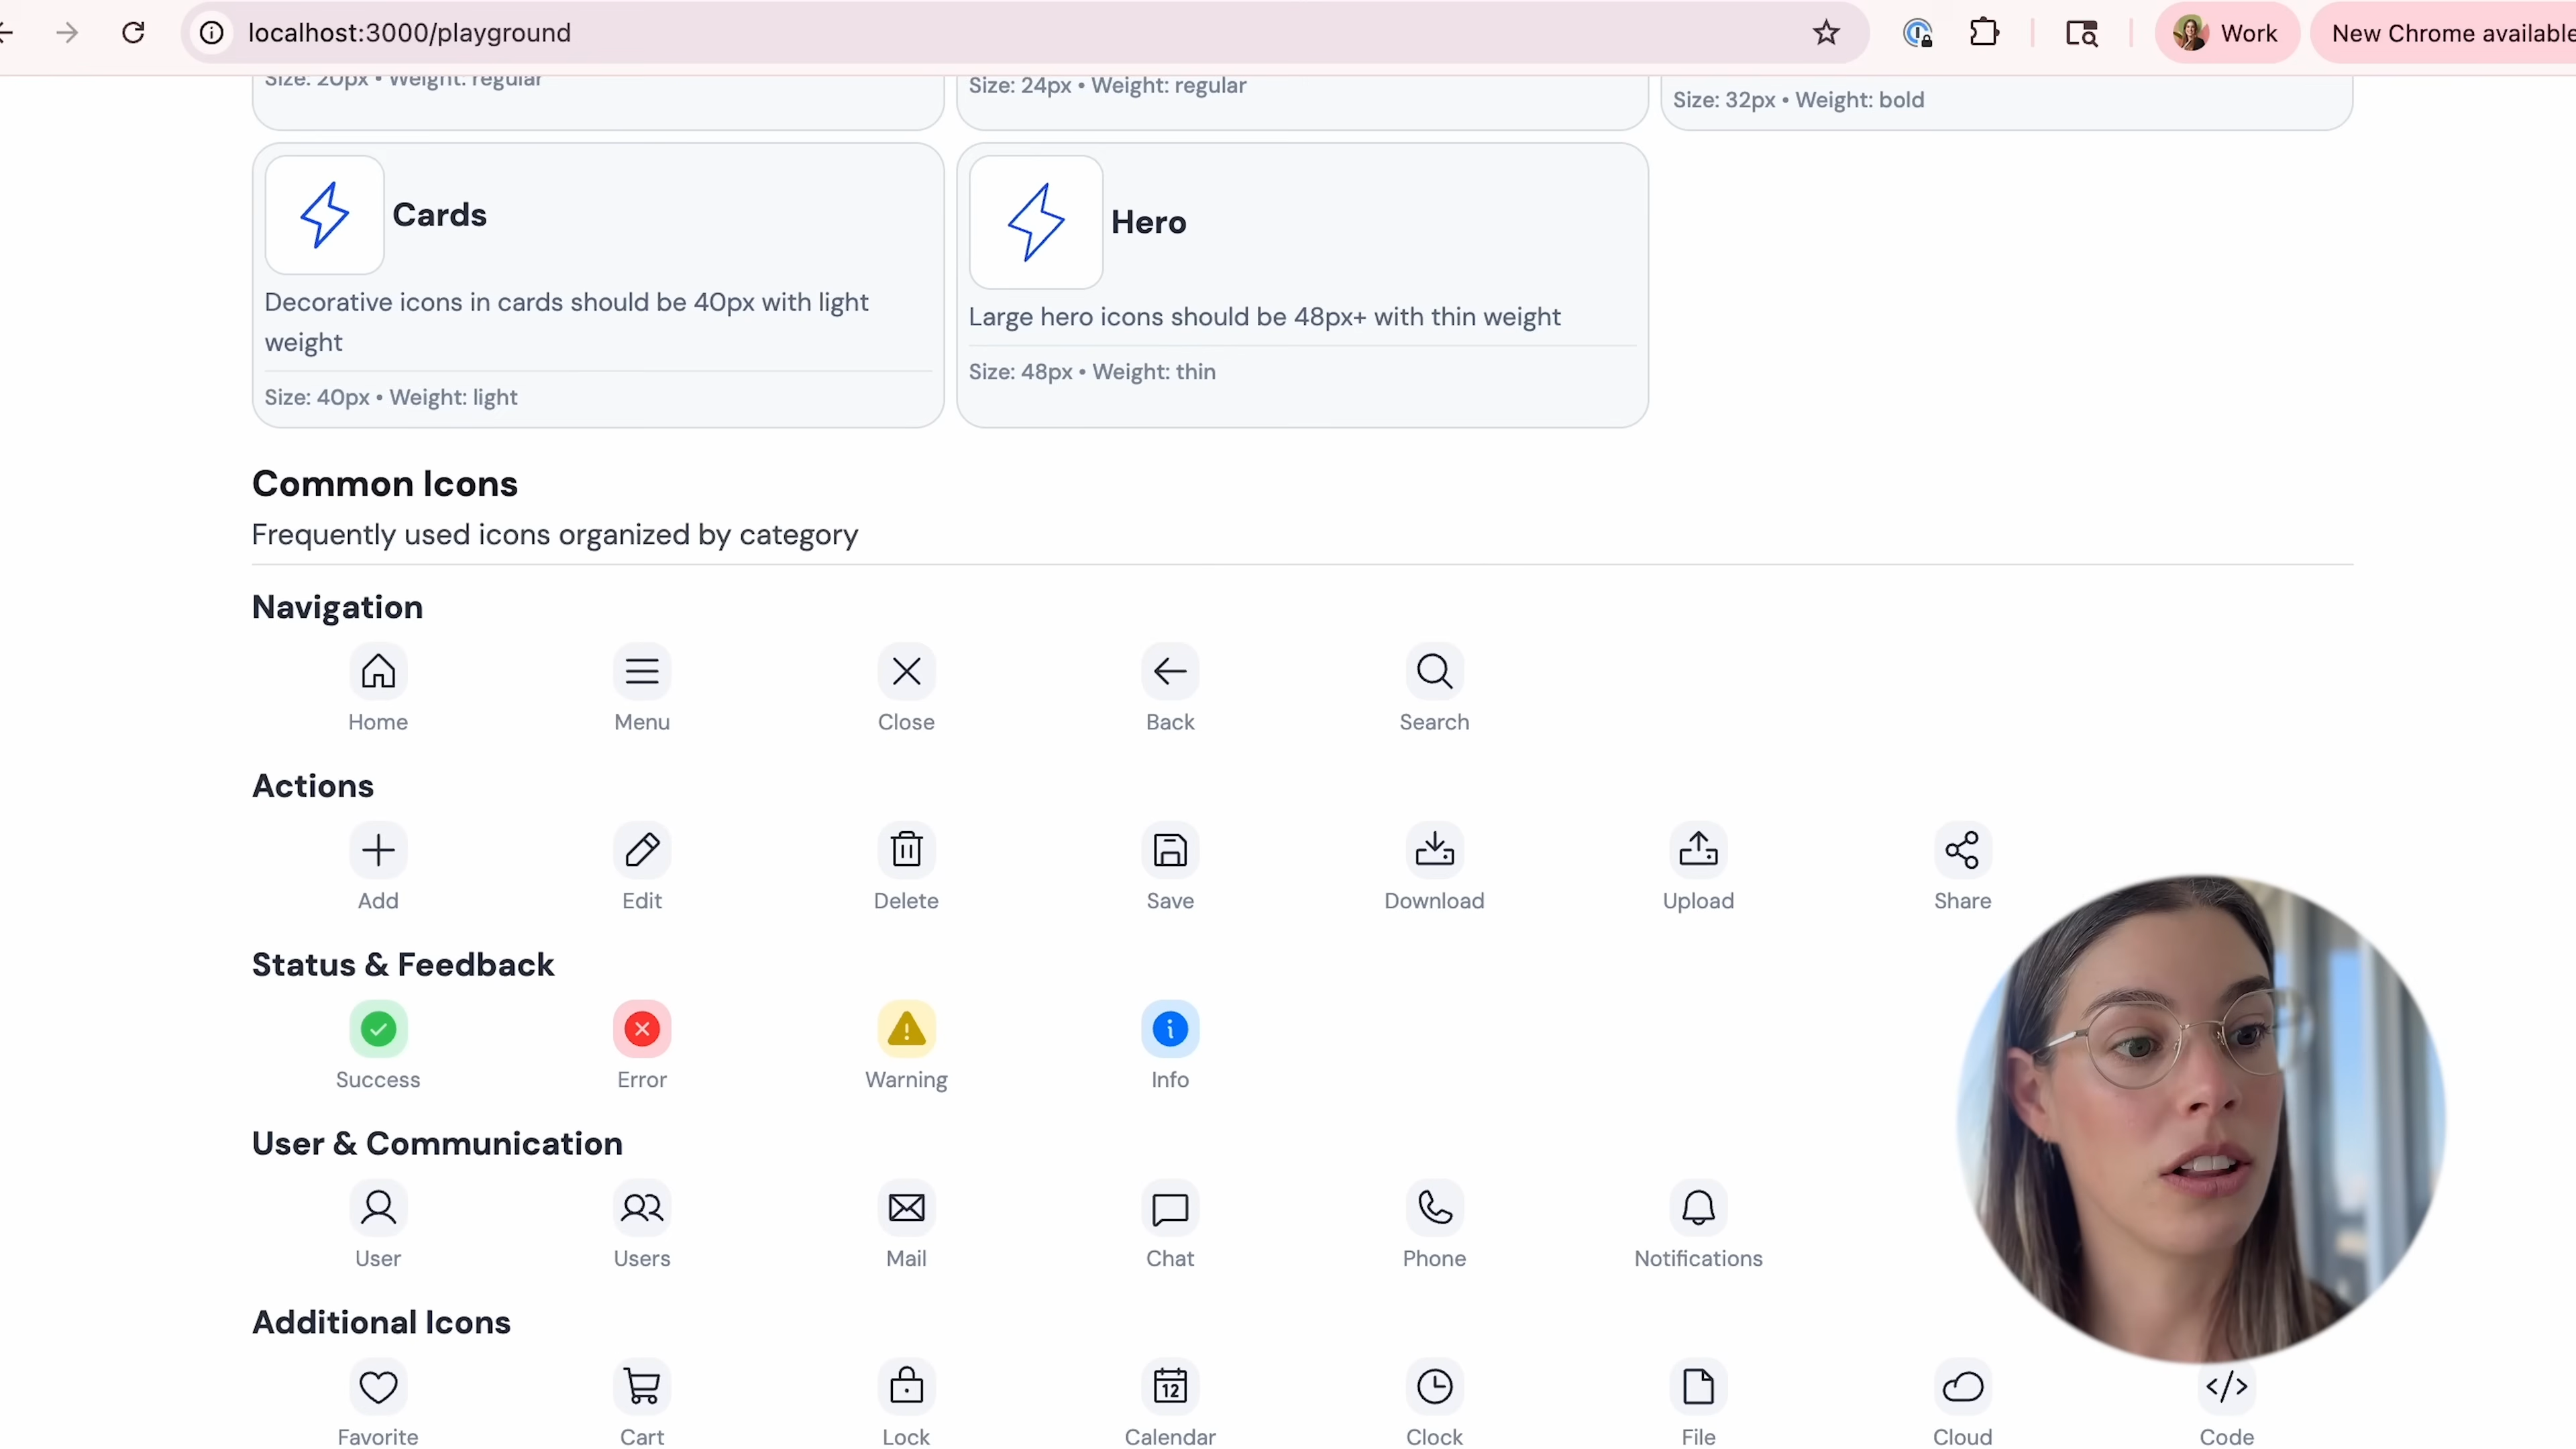 localhost:3000/playground
Work
New Chrome available
Size: 20px • Weight: regular
Size: 24px • Weight: regular
Size: 32px • Weight: bold
Cards
Decorative icons in cards should be 40px with light
weight
Size: 40px • Weight: light
Hero
Large hero icons should be 48px+ with thin weight
Size: 48px • Weight: thin
Common Icons
Frequently used icons organized by category
Navigation
Home
Menu
Close
Back
Search
Actions
Add
Edit
Delete
Save
Download
Upload
Share
Status & Feedback
Success
Error
Warning
Info
User & Communication
User
Users
Mail
Chat
Phone
Notifications
Additional Icons
12
Favorite
Cart
Lock
Calendar
Clock
File
Cloud
Code